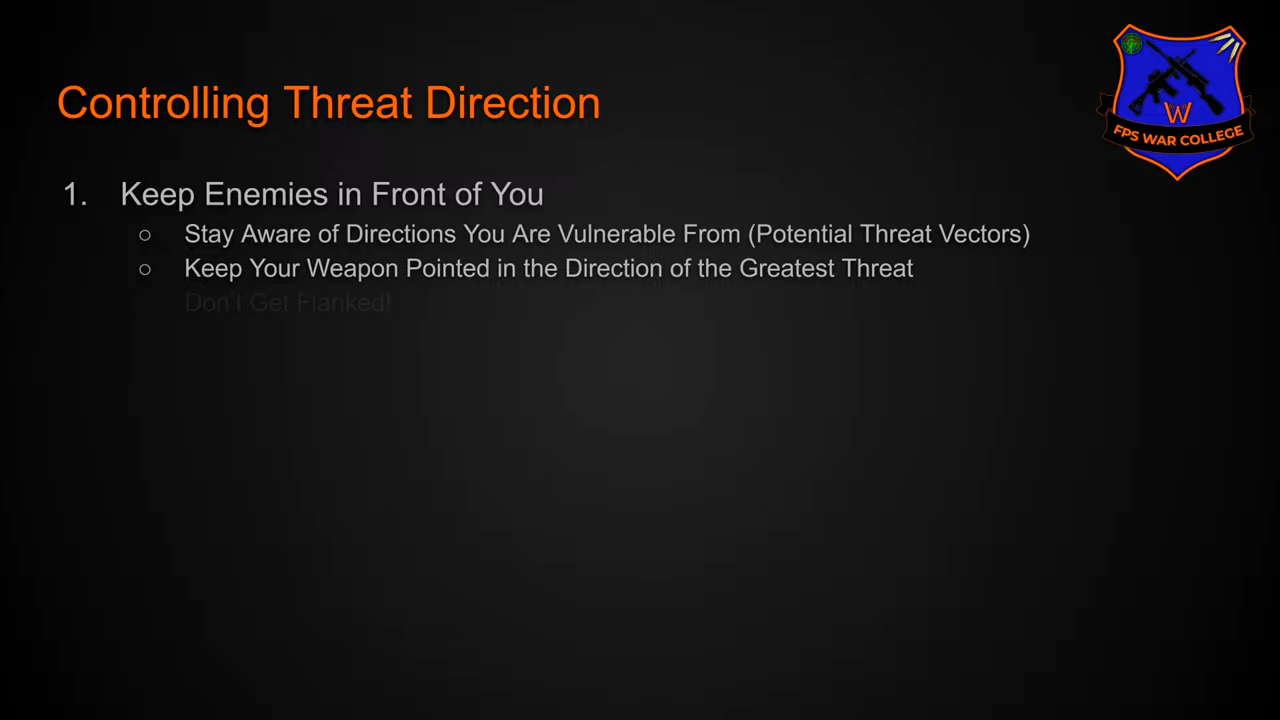 Controlling Threat Direction
W
FPS WAR COLLEGE
1. Keep Enemies in Front of You
○ Stay Aware of Directions You Are Vulnerable From (Potential Threat Vectors)
○ Keep Your Weapon Pointed in the Direction of the Greatest Threat
Don't Get Flanked!